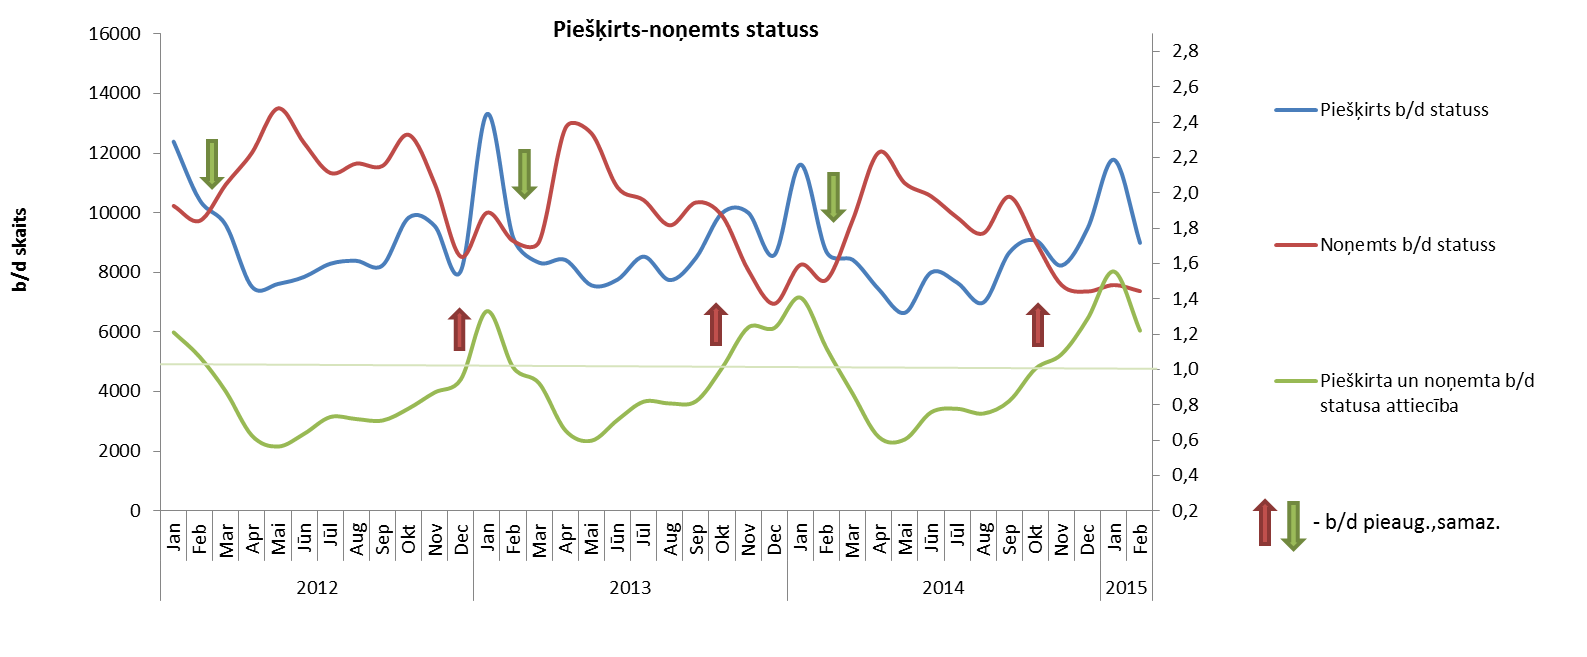 Piešķirts-noņemts statuss
b/d skaits
16000
14000
12000
10000
8000
6000
4000
2000
0
2,8
2,6
2,4
2,2
2,0
1,8
1,6
1,4
1,2
1,0
0,8
0,6
0,4
0,2
Jan Feb Mar Apr Mai Jūn Jūl Aug Sep Okt Nov Dec Jan Feb Mar Apr Mai Jūn Jūl Aug Sep Okt Nov Dec Jan Feb Mar Apr Mai Jūn Jūl Aug Sep Okt Nov Dec Jan Feb
2012 2013 2014 2015
Piešķirts b/d statuss
Noņemts b/d statuss
Piešķirta un noņemta b/d
statusa attiecība
- b/d pieaug.,samaz.